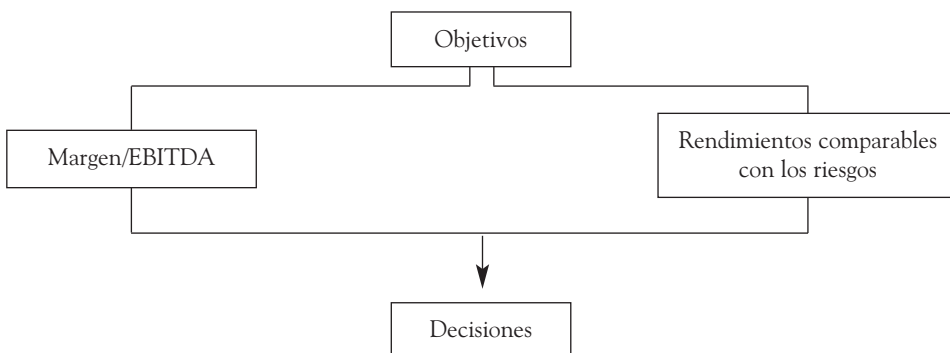 Objetivos
Margen/EBITDA
Rendimientos comparables
con los riesgos
Decisiones